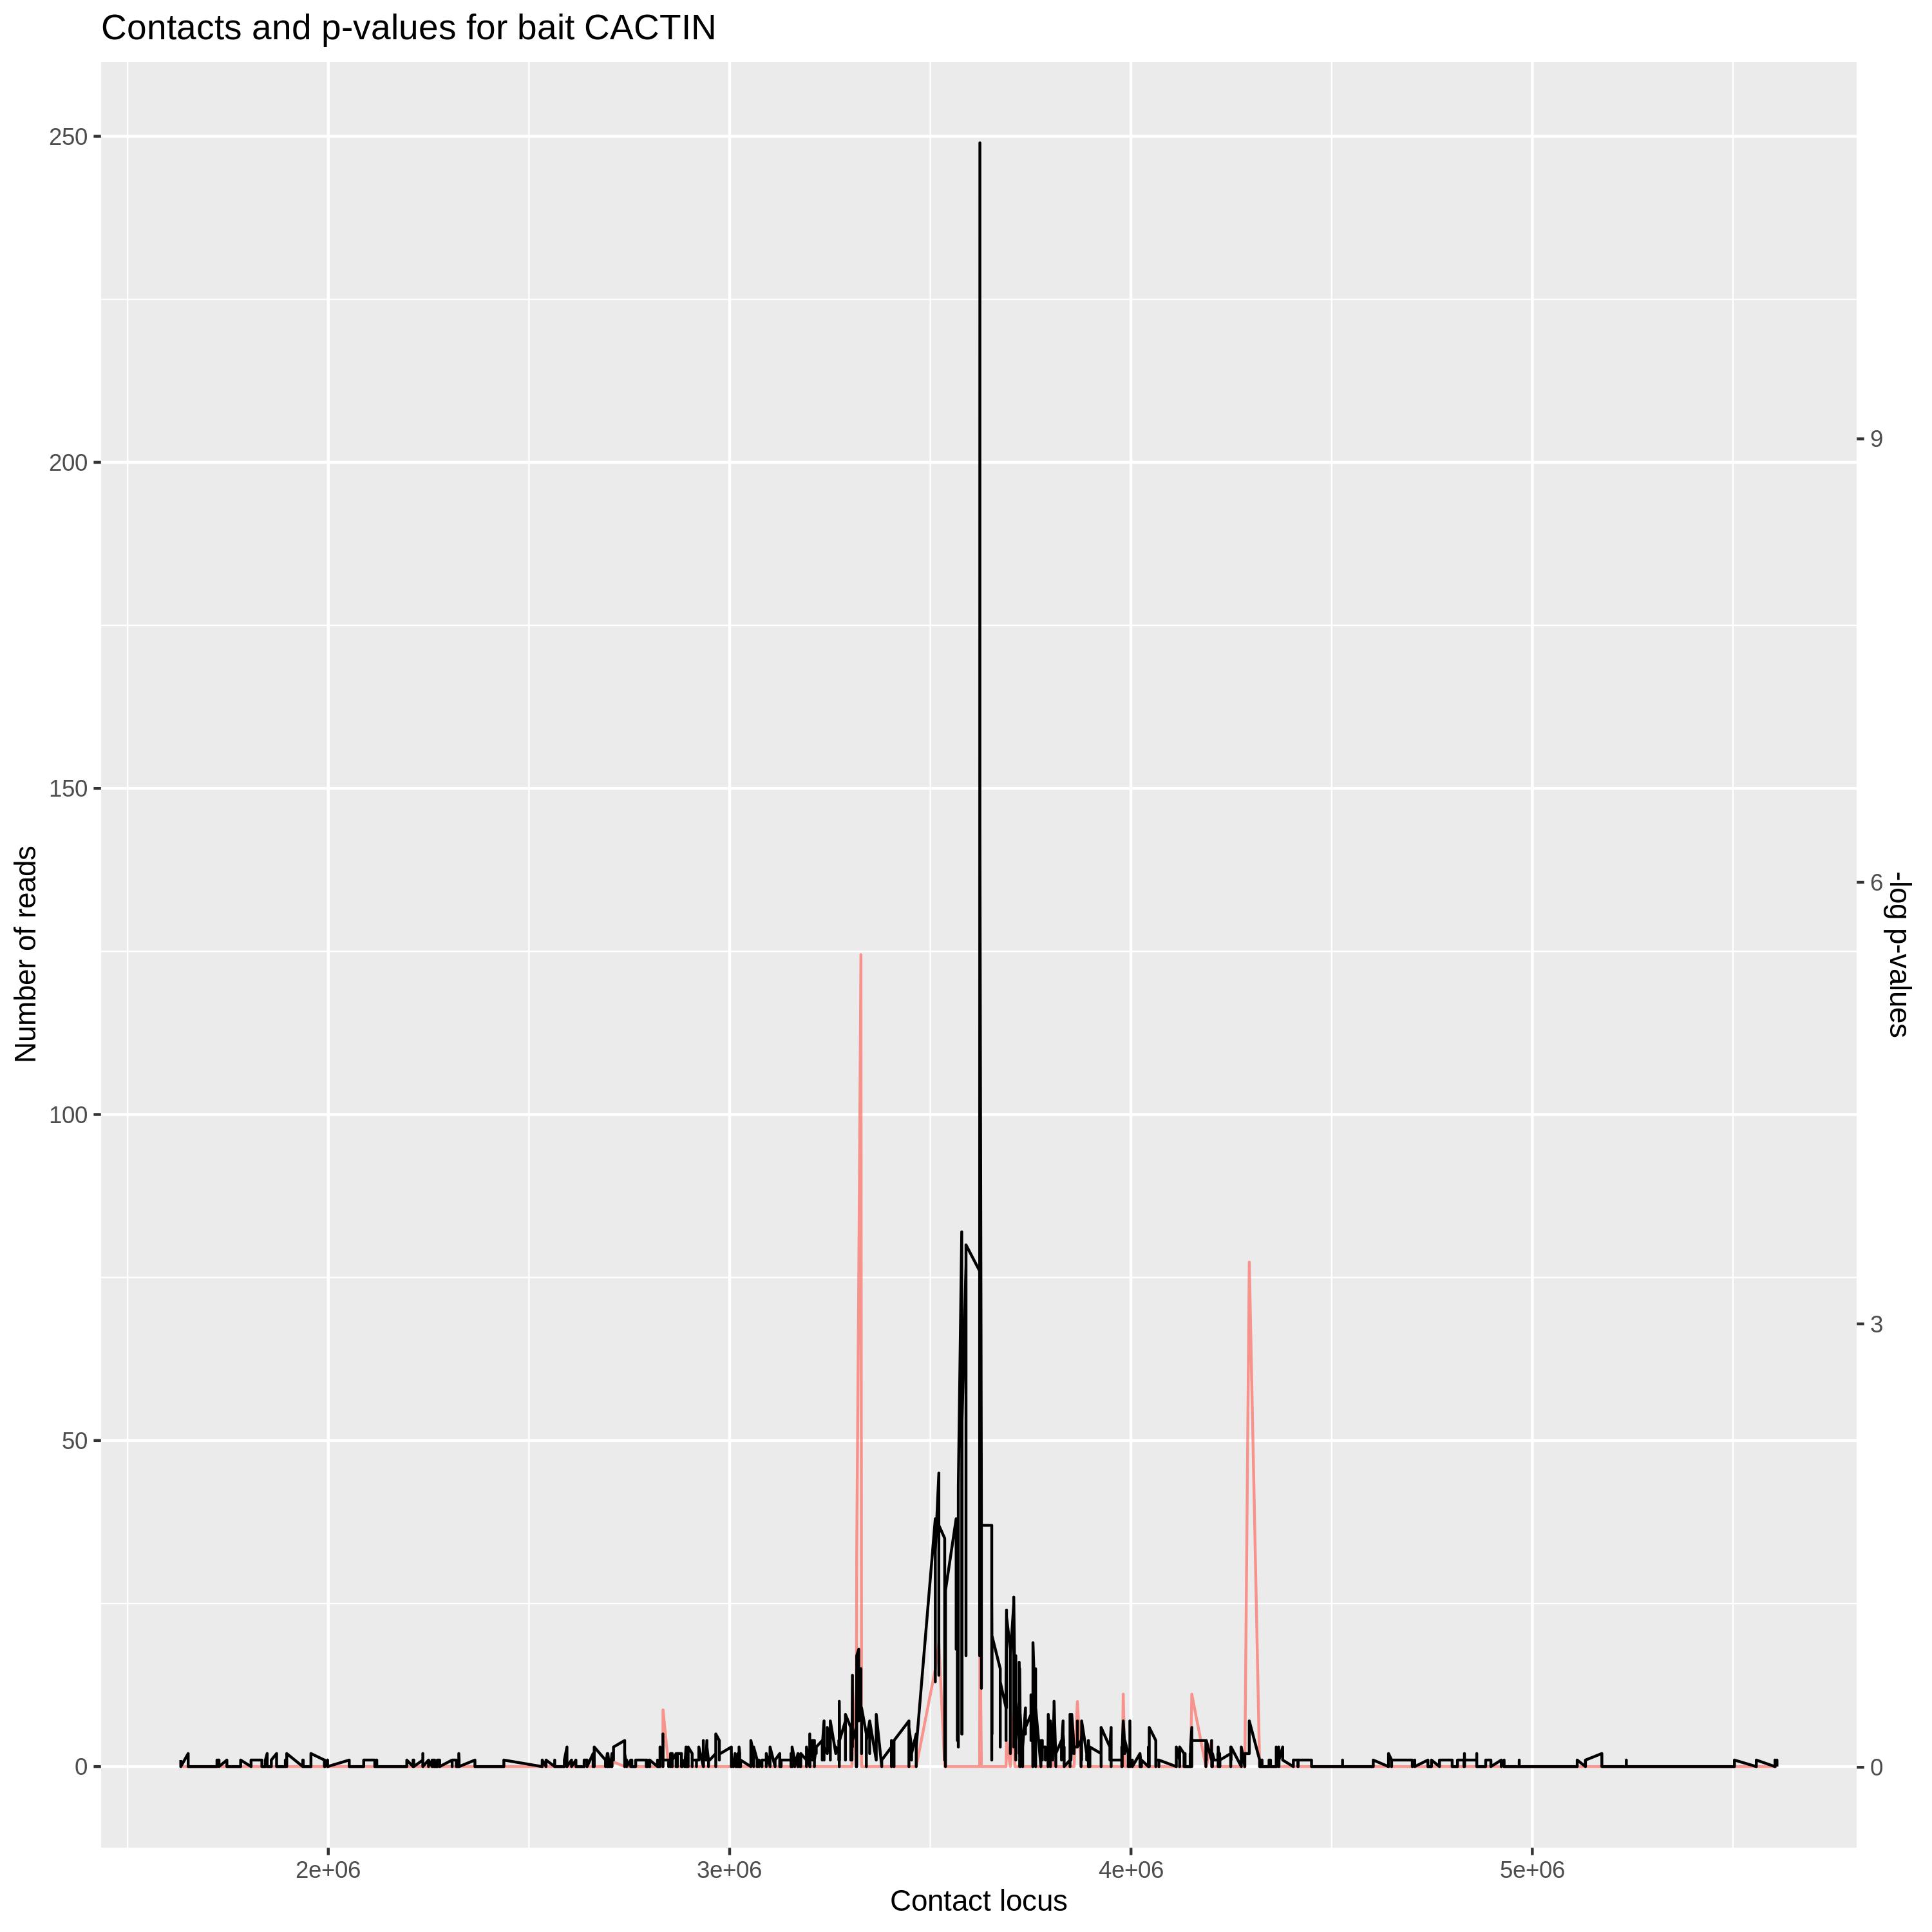 Contacts and p-values for bait CACTIN
250
200
150
100
50
0
Number of reads
9
6
3
0
-log p-values
2e+06
3e+06
4e+06
5e+06
Contact locus